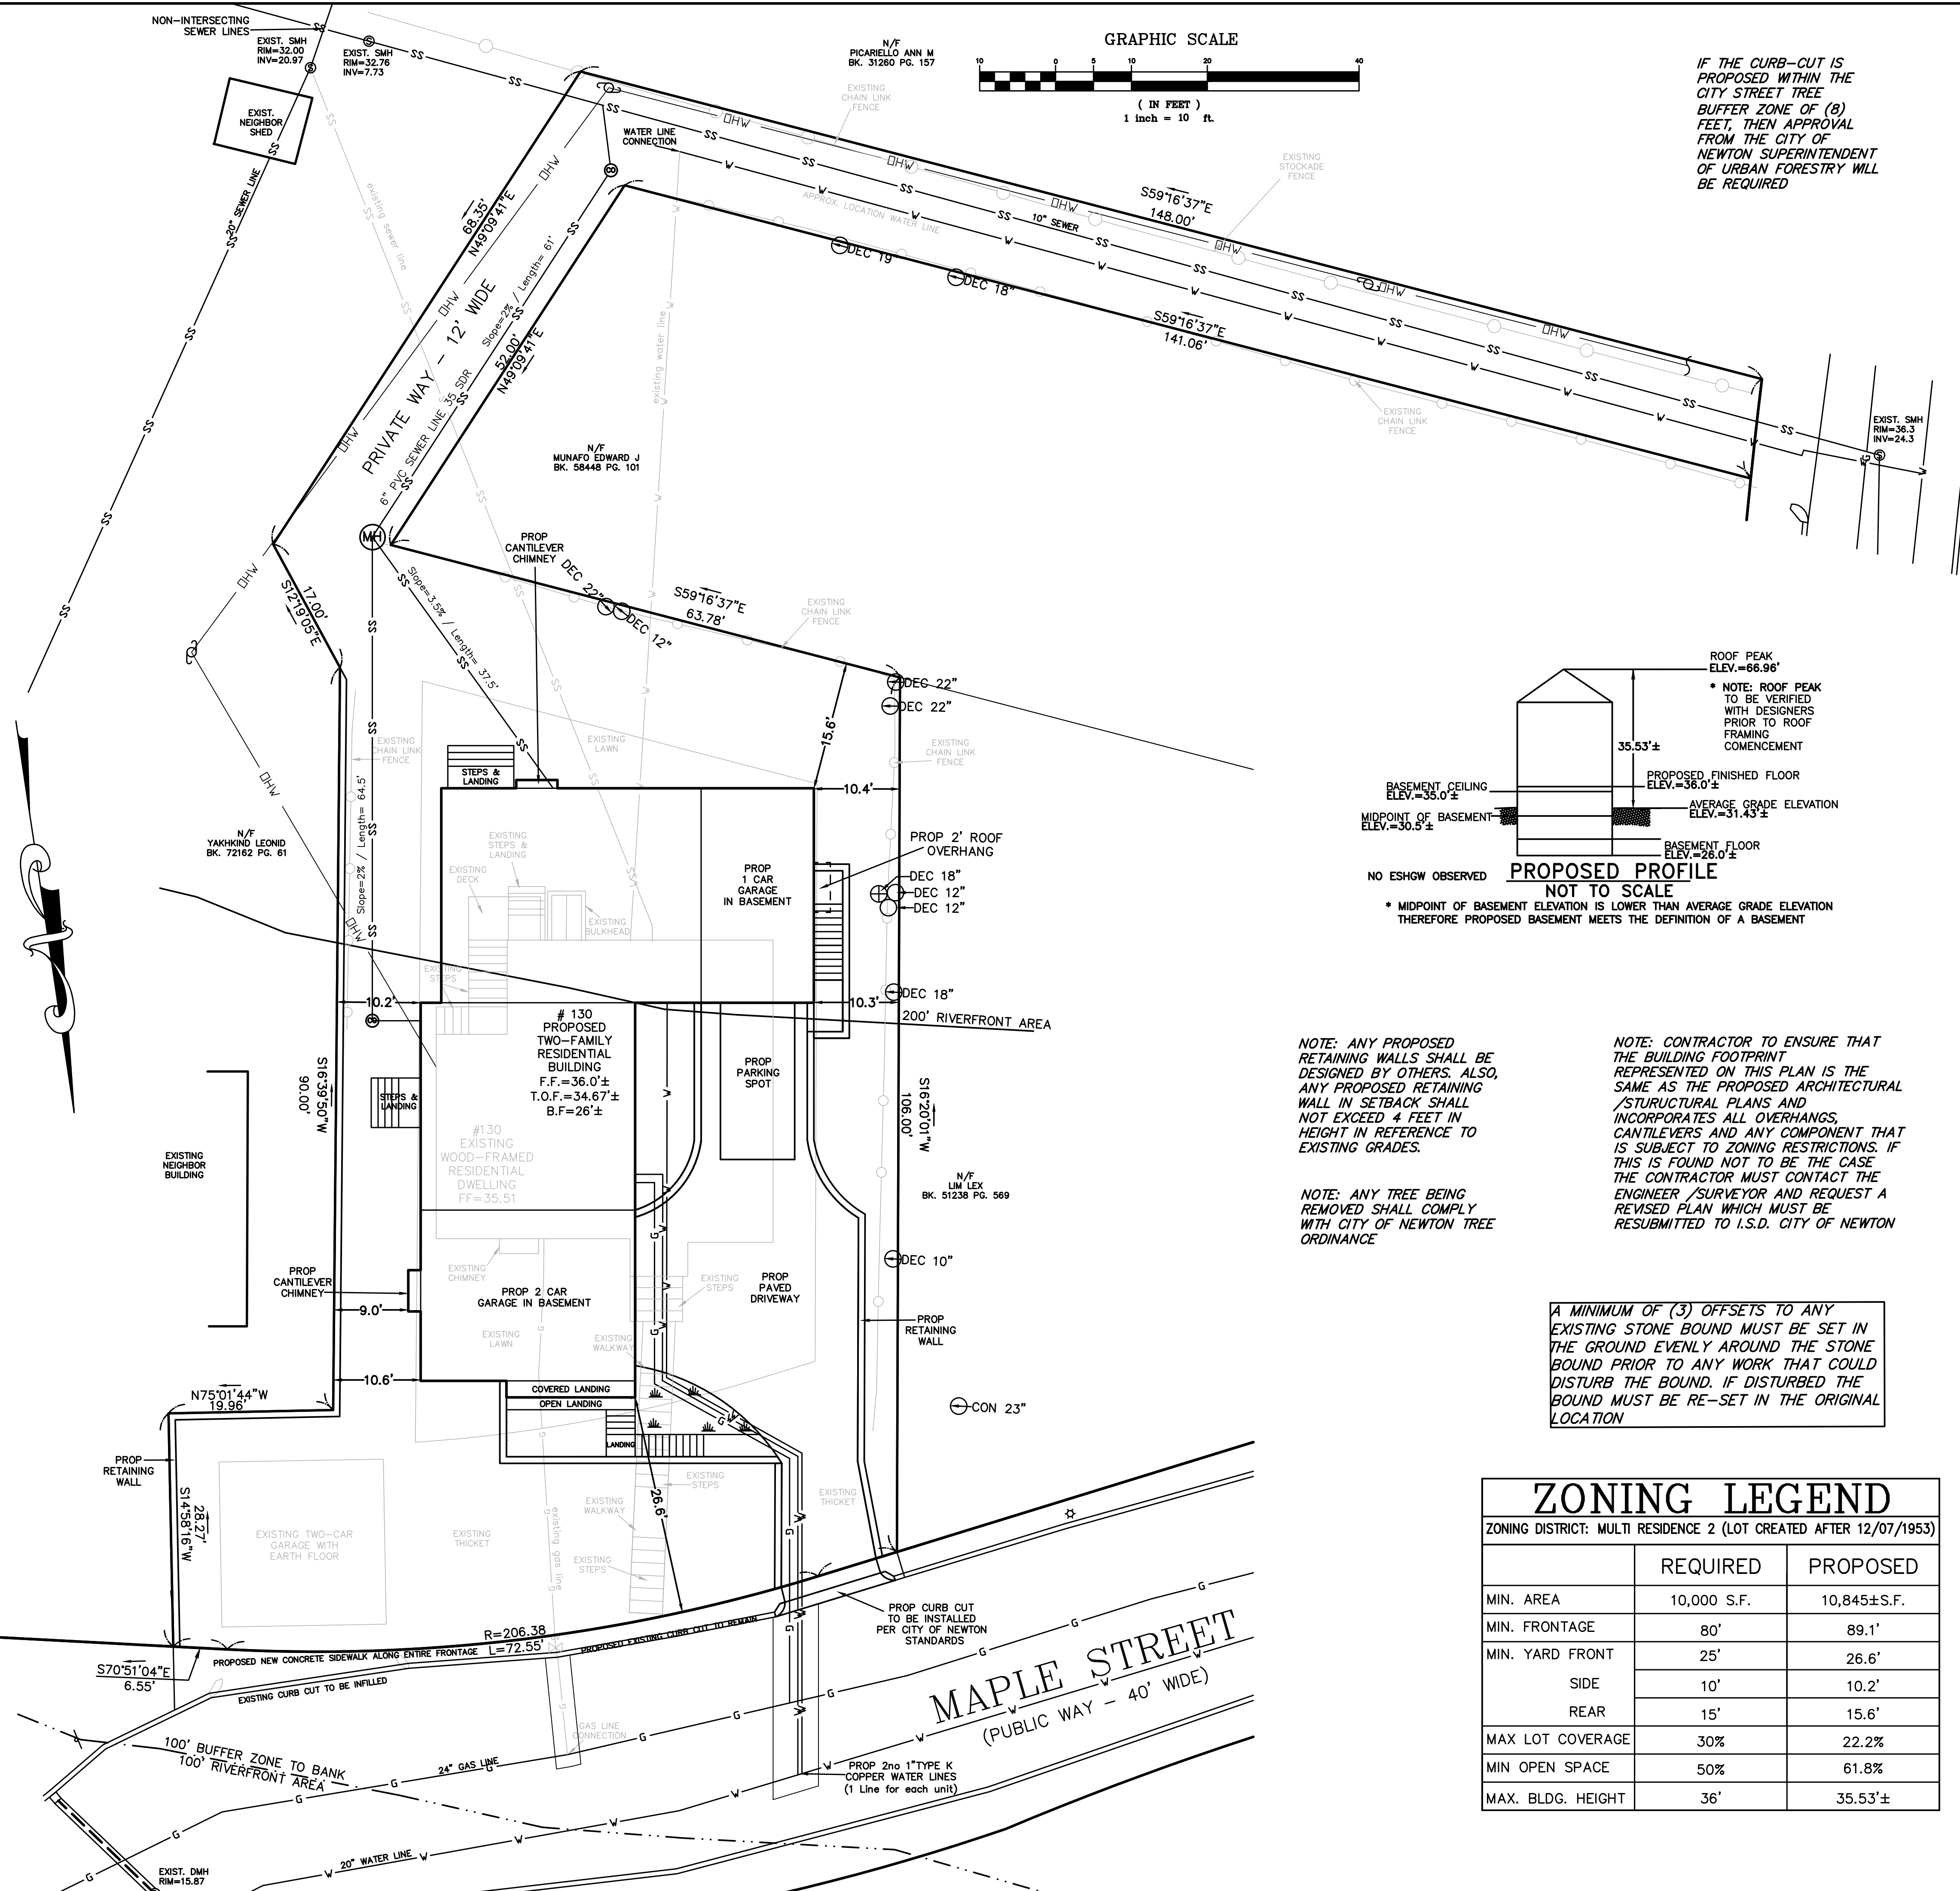 NON-INTERSECTING
SEWER LINES
EXIST. SMH
RIM=32.00
INV=20.97
EXIST. SMH
RIM=32.76
INV=7.73
N/F
PICARIELLO ANN M
BK. 31260 PG. 157
EXISTING
CHAIN LINK
FENCE
GRAPHIC SCALE
10 0 5 10 20 40
( IN FEET )
1 inch = 10 ft.
IF THE CURB-CUT IS
PROPOSED WITHIN THE
CITY STREET TREE
BUFFER ZONE OF (8)
FEET, THEN APPROVAL
FROM THE CITY OF
NEWTON SUPERINTENDENT
OF URBAN FORESTRY WILL
BE REQUIRED
EXIST.
NEIGHBOR
SHED
WATER LINE
CONNECTION
20" SEWER LINE
existing sewer line
68.35'
N49°09'41"E
PRIVATE WAY - 12' WIDE
6" PVC SEWER LINE 35 SDR
Slope=2% / Length= 61'
52.00'
N49°09'41"E
existing water line
APPROX. LOCATION WATER LINE
10" SEWER
EXISTING
STOCKADE
FENCE
S59°16'37"E
148.00'
DEC 19"
DEC 18"
S59°16'37"E
141.06'
EXISTING
CHAIN LINK
FENCE
EXIST. SMH
RIM=36.3
INV=24.3
N/F
MUNAFO EDWARD J
BK. 58448 PG. 101
MH
PROP
CANTILEVER
CHIMNEY
DEC 22"
DEC 12"
S59°16'37"E
63.78'
EXISTING
CHAIN LINK
FENCE
17.00'
S12°19'05"E
Slope=3.5% / Length= 37.5'
DEC 22"
DEC 22"
15.6'
EXISTING
CHAIN LINK
FENCE
EXISTING
LAWN
EXISTING
CHAIN LINK
FENCE
STEPS &
LANDING
10.4'
Slope=2% / Length= 64.5'
N/F
YAKHKIND LEONID
BK. 72162 PG. 61
EXISTING
STEPS &
LANDING
EXISTING
DECK
EXISTING
BULKHEAD
EXISTING
STEPS
PROP
1 CAR
GARAGE
IN BASEMENT
PROP 2' ROOF
OVERHANG
DEC 18"
DEC 12"
DEC 12"
DEC 18"
10.2'
10.3'
200' RIVERFRONT AREA
# 130
PROPOSED
TWO-FAMILY
RESIDENTIAL
BUILDING
F.F.=36.0'±
T.O.F.=34.67'±
B.F=26'±
PROP
PARKING
SPOT
S16°39'50"W
90.00'
STEPS &
LANDING
#130
EXISTING
WOOD-FRAMED
RESIDENTIAL
DWELLING
FF=35.51
S16°20'01"W
106.00'
EXISTING
NEIGHBOR
BUILDING
N/F
LIM LEX
BK. 51238 PG. 569
DEC 10"
PROP
CANTILEVER
CHIMNEY
EXISTING
CHIMNEY
PROP 2 CAR
GARAGE IN BASEMENT
EXISTING
STEPS
PROP
PAVED
DRIVEWAY
9.0'
EXISTING
LAWN
EXISTING
WALKWAY
PROP
RETAINING
WALL
10.6'
COVERED LANDING
OPEN LANDING
LANDING
CON 23"
N75°01'44"W
19.96'
PROP
RETAINING
WALL
28.27'
S14°58'16"W
EXISTING TWO-CAR
GARAGE WITH
EARTH FLOOR
EXISTING
THICKET
EXISTING
WALKWAY
EXISTING
STEPS
EXISTING
STEPS
26.6'
EXISTING
THICKET
existing gas line
R=206.38
L=72.55'
S70°51'04"E
6.55'
PROPOSED NEW CONCRETE SIDEWALK ALONG ENTIRE FRONTAGE
PROPOSED EXISTING CURB CUT TO REMAIN
EXISTING CURB CUT TO BE INFILLED
PROP CURB CUT
TO BE INSTALLED
PER CITY OF NEWTON
STANDARDS
MAPLE STREET
(PUBLIC WAY - 40' WIDE)
GAS LINE
CONNECTION
100' BUFFER ZONE TO BANK
100' RIVERFRONT AREA
24" GAS LINE
20" WATER LINE
PROP 2no 1"TYPE K
COPPER WATER LINES
(1 Line for each unit)
EXIST. DMH
RIM=15.87
ROOF PEAK
ELEV.=66.96'
* NOTE: ROOF PEAK
TO BE VERIFIED
WITH DESIGNERS
PRIOR TO ROOF
FRAMING
COMENCEMENT
35.53'±
BASEMENT CEILING
ELEV.=35.0'±
MIDPOINT OF BASEMENT
ELEV.=30.5'±
PROPOSED FINISHED FLOOR
ELEV.=36.0'±
AVERAGE GRADE ELEVATION
ELEV.=31.43'±
BASEMENT FLOOR
ELEV.=26.0'±
NO ESHGW OBSERVED
PROPOSED PROFILE
NOT TO SCALE
* MIDPOINT OF BASEMENT ELEVATION IS LOWER THAN AVERAGE GRADE ELEVATION
THEREFORE PROPOSED BASEMENT MEETS THE DEFINITION OF A BASEMENT
NOTE: ANY PROPOSED
RETAINING WALLS SHALL BE
DESIGNED BY OTHERS. ALSO,
ANY PROPOSED RETAINING
WALL IN SETBACK SHALL
NOT EXCEED 4 FEET IN
HEIGHT IN REFERENCE TO
EXISTING GRADES.
NOTE: ANY TREE BEING
REMOVED SHALL COMPLY
WITH CITY OF NEWTON TREE
ORDINANCE
NOTE: CONTRACTOR TO ENSURE THAT
THE BUILDING FOOTPRINT
REPRESENTED ON THIS PLAN IS THE
SAME AS THE PROPOSED ARCHITECTURAL
/STURUCTURAL PLANS AND
INCORPORATES ALL OVERHANGS,
CANTILEVERS AND ANY COMPONENT THAT
IS SUBJECT TO ZONING RESTRICTIONS. IF
THIS IS FOUND NOT TO BE THE CASE
THE CONTRACTOR MUST CONTACT THE
ENGINEER /SURVEYOR AND REQUEST A
REVISED PLAN WHICH MUST BE
RESUBMITTED TO I.S.D. CITY OF NEWTON
A MINIMUM OF (3) OFFSETS TO ANY
EXISTING STONE BOUND MUST BE SET IN
THE GROUND EVENLY AROUND THE STONE
BOUND PRIOR TO ANY WORK THAT COULD
DISTURB THE BOUND. IF DISTURBED THE
BOUND MUST BE RE-SET IN THE ORIGINAL
LOCATION
ZONING LEGEND
ZONING DISTRICT: MULTI RESIDENCE 2 (LOT CREATED AFTER 12/07/1953)
REQUIRED PROPOSED
MIN. AREA 10,000 S.F. 10,845±S.F.
MIN. FRONTAGE 80' 89.1'
MIN. YARD FRONT 25' 26.6'
SIDE 10' 10.2'
REAR 15' 15.6'
MAX LOT COVERAGE 30% 22.2%
MIN OPEN SPACE 50% 61.8%
MAX. BLDG. HEIGHT 36' 35.53'±